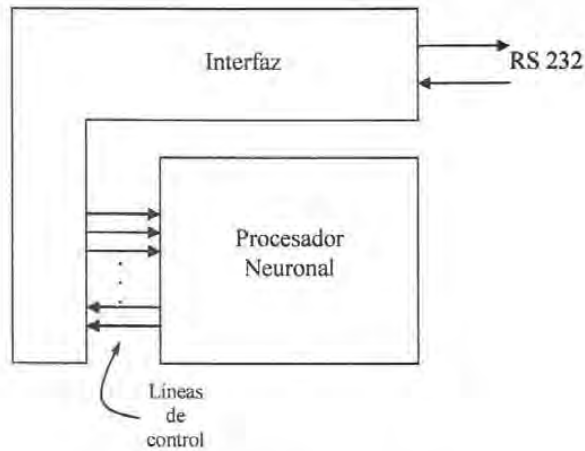 Interfaz
RS 232
Procesador
Neuronal
Líneas
de
control